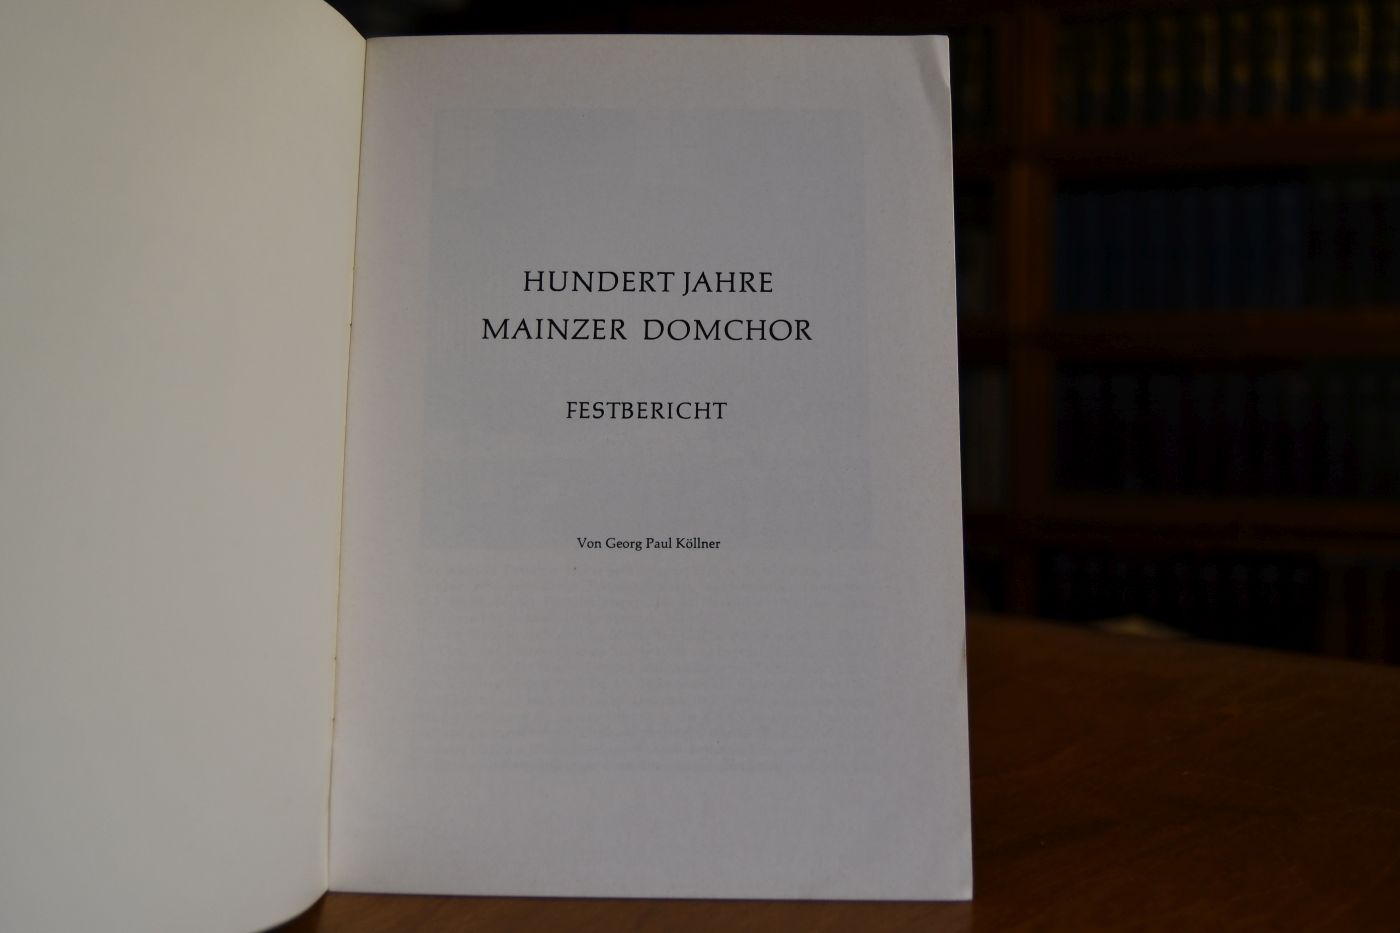 HUNDERT JAHRE
MAINZER DOMCHOR
FESTBERICHT
Von Georg Paul Köllner